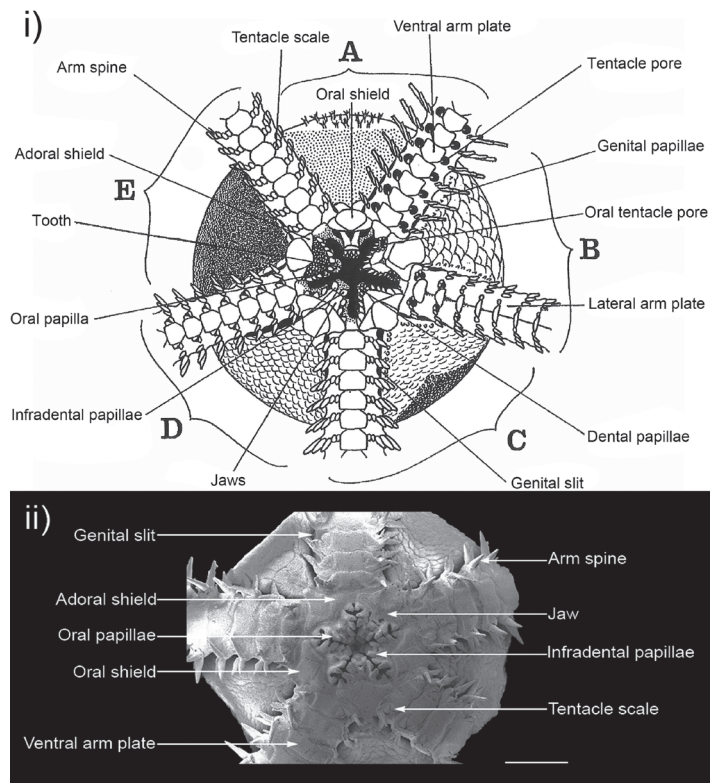 i)
Ventral arm plate
Tentacle scale
A
Arm spine
Tentacle pore
Oral shield
Genital papillae
Adoral shield
E
Tooth
Oral tentacle pore
B
Lateral arm plate
Oral papilla
Infradental papillae
D
C
Dental papillae
Jaws
Genital slit
ii)
Genital slit
Arm spine
Adoral shield
Jaw
Oral papillae
Infradental papillae
Oral shield
Tentacle scale
Ventral arm plate